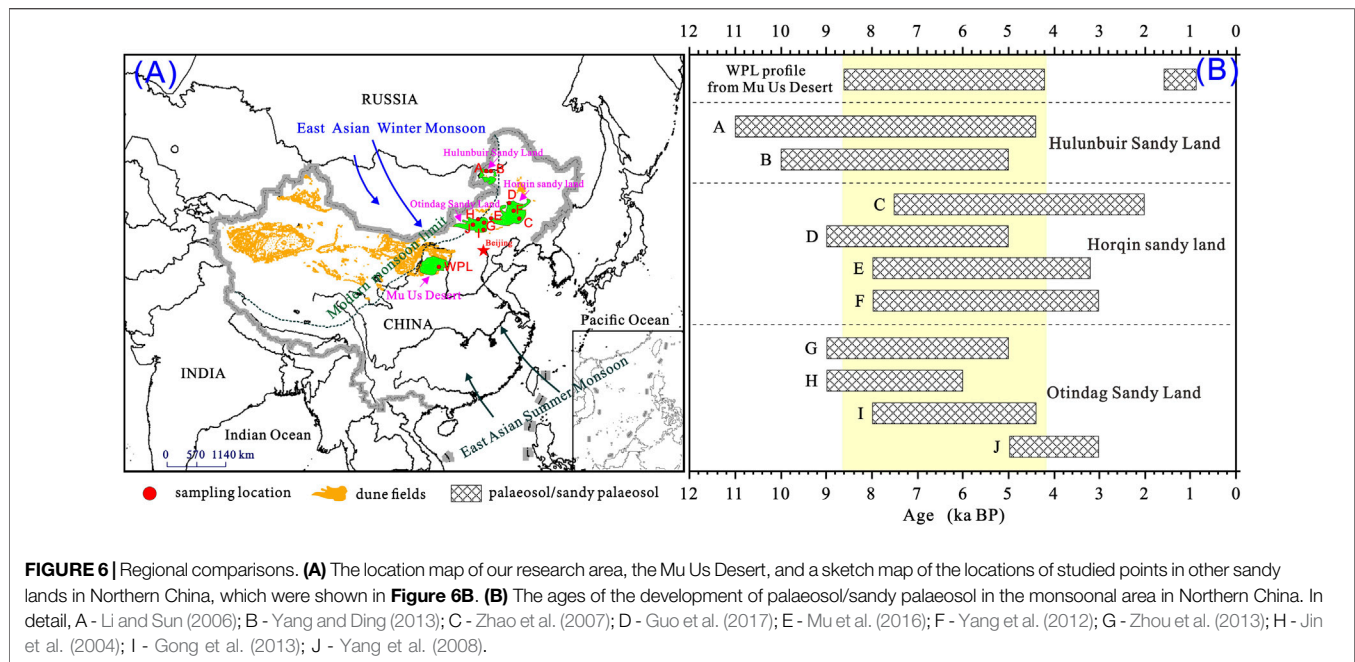 (A)
RUSSIA
East Asian Winter Monsoon
Hulunbuir Sandy Land
A B
Horqin sandy land
D
Otindag Sandy Land
F
H E C
J G
I
Beijing
Modern monsoon limit
WPL
Mu Us Desert
CHINA
Pacific Ocean
INDIA
East Asian Summer Monsoon
Indian Ocean
0 570 1140 km
sampling location
dune fields
palaeosol/sandy palaeosol
12 11 10 9 8 7 6 5 4 3 2 1 0
(B)
WPL profile
from Mu Us Desert
A
Hulunbuir Sandy Land
B
C
Horqin sandy land
D
E
F
G
H
Otindag Sandy Land
I
J
12 11 10 9 8 7 6 5 4 3 2 1 0
Age (ka BP)
FIGURE 6 | Regional comparisons. (A) The location map of our research area, the Mu Us Desert, and a sketch map of the locations of studied points in other sandy
lands in Northern China, which were shown in Figure 6B. (B) The ages of the development of palaeosol/sandy palaeosol in the monsoonal area in Northern China. In
detail, A - Li and Sun (2006); B - Yang and Ding (2013); C - Zhao et al. (2007); D - Guo et al. (2017); E - Mu et al. (2016); F - Yang et al. (2012); G - Zhou et al. (2013); H - Jin
et al. (2004); I - Gong et al. (2013); J - Yang et al. (2008).